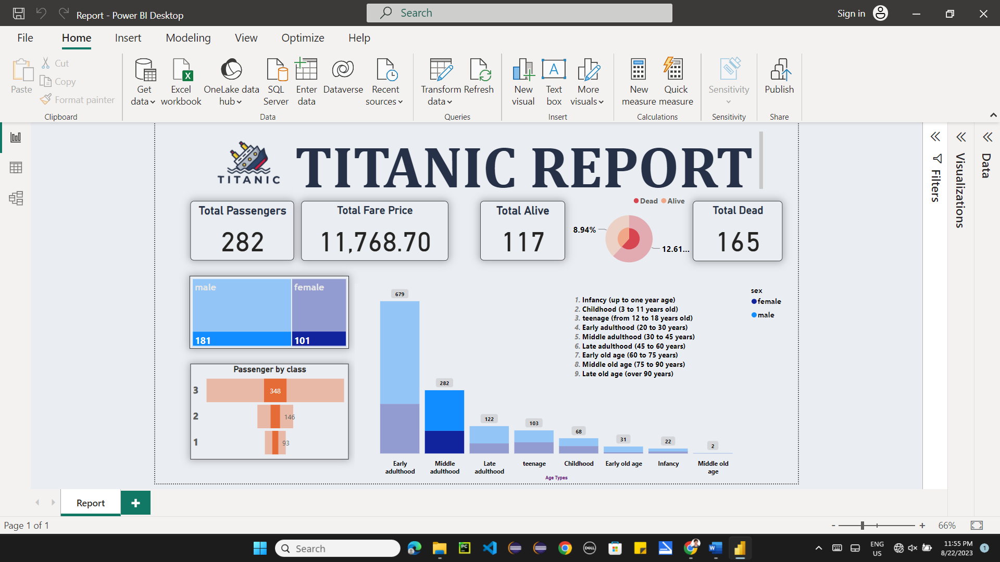 Report - Power BI Desktop
Search
Sign in
File
Home
Insert
Modeling
View
Optimize
Help
Paste
Cut
Copy
Format painter
Clipboard
Get data
Excel workbook
OneLake data hub
SQL Server
Enter data
Dataverse
Recent sources
Data
Transform data
Refresh
Queries
New visual
Text box
More visuals
Insert
New measure
Quick measure
Calculations
Sensitivity
Sensitivity
Publish
Share
TITANIC
TITANIC REPORT
Total Passengers
282
Total Fare Price
11,768.70
Total Alive
117
Dead
Alive
8.94%
12.61...
Total Dead
165
male
female
181
101
Passenger by class
3
348
2
146
1
93
679
282
122
103
68
31
22
2
Early adulthood
Middle adulthood
Late adulthood
teenage
Childhood
Early old age
Infancy
Middle old age
Age Types
1. Infancy (up to one year age)
2. Childhood (3 to 11 years old)
3. teenage (from 12 to 18 years old)
4. Early adulthood (20 to 30 years)
5. Middle adulthood (30 to 45 years)
6. Late adulthood (45 to 60 years)
7. Early old age (60 to 75 years)
8. Middle old age (75 to 90 years)
9. Late old age (over 90 years)
sex
female
male
Filters
Visualizations
Data
Report
Page 1 of 1
- + 66%
Search
PC
DELL
ENG
US
11:55 PM
8/22/2023
1